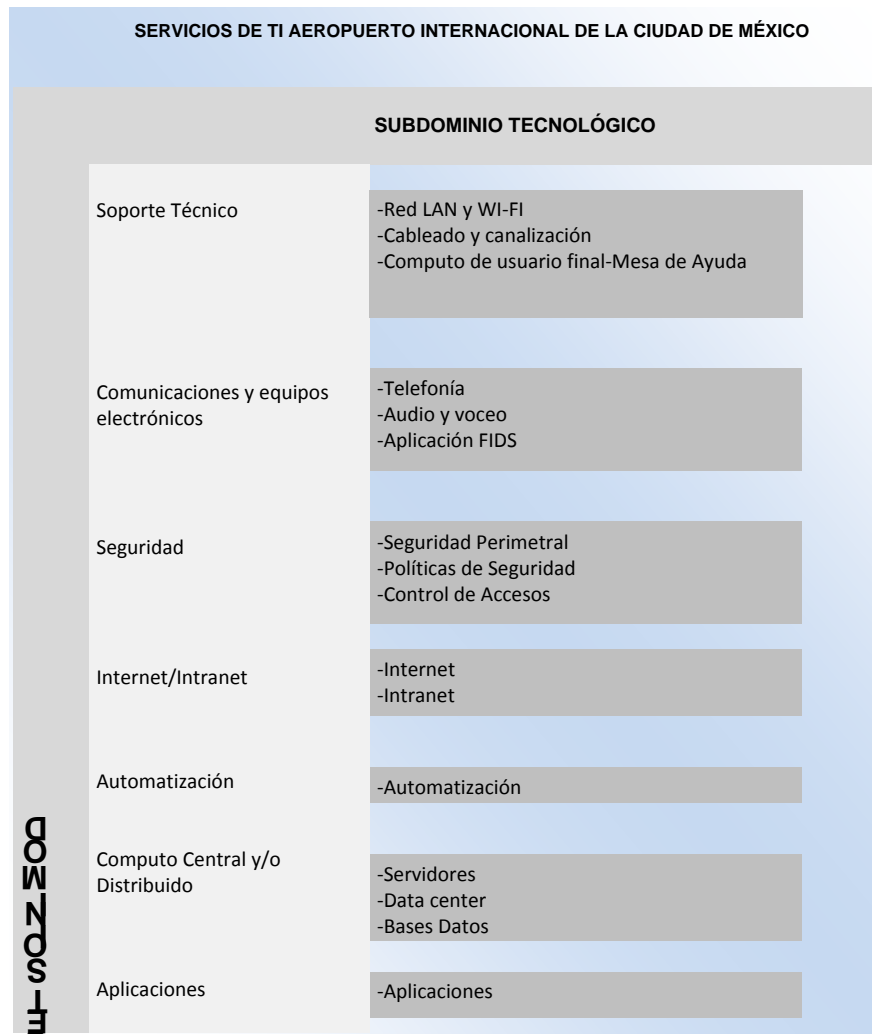 SERVICIOS DE TI AEROPUERTO INTERNACIONAL DE LA CIUDAD DE MÉXICO
SUBDOMINIO TECNOLÓGICO
Soporte Técnico
-Red LAN y WI-FI
-Cableado y canalización
-Computo de usuario final-Mesa de Ayuda
Comunicaciones y equipos
electrónicos
-Telefonía
-Audio y voceo
-Aplicación FIDS
Seguridad
-Seguridad Perimetral
-Políticas de Seguridad
-Control de Accesos
Internet/Intranet
-Internet
-Intranet
Automatización
-Automatización
Computo Central y/o
Distribuido
-Servidores
-Data center
-Bases Datos
Aplicaciones
-Aplicaciones